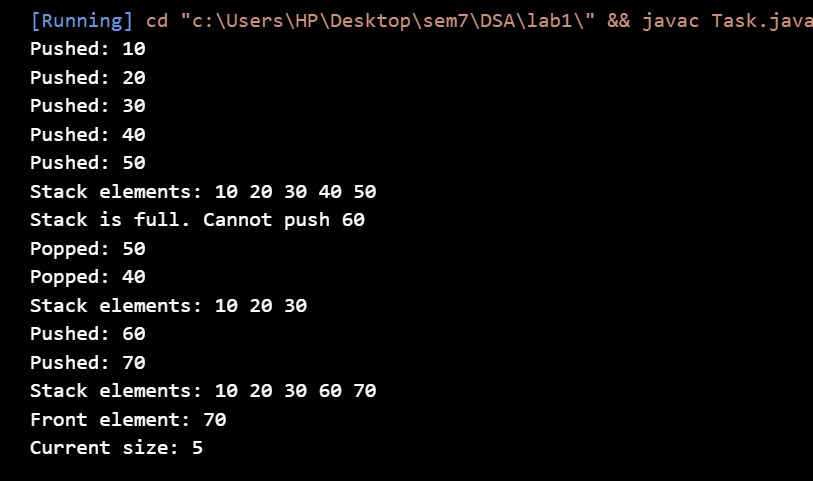 [Running] cd "c:\Users\HP\Desktop\sem7\DSA\lab1\" && javac Task.java
Pushed: 10
Pushed: 20
Pushed: 30
Pushed: 40
Pushed: 50
Stack elements: 10 20 30 40 50
Stack is full. Cannot push 60
Popped: 50
Popped: 40
Stack elements: 10 20 30
Pushed: 60
Pushed: 70
Stack elements: 10 20 30 60 70
Front element: 70
Current size: 5